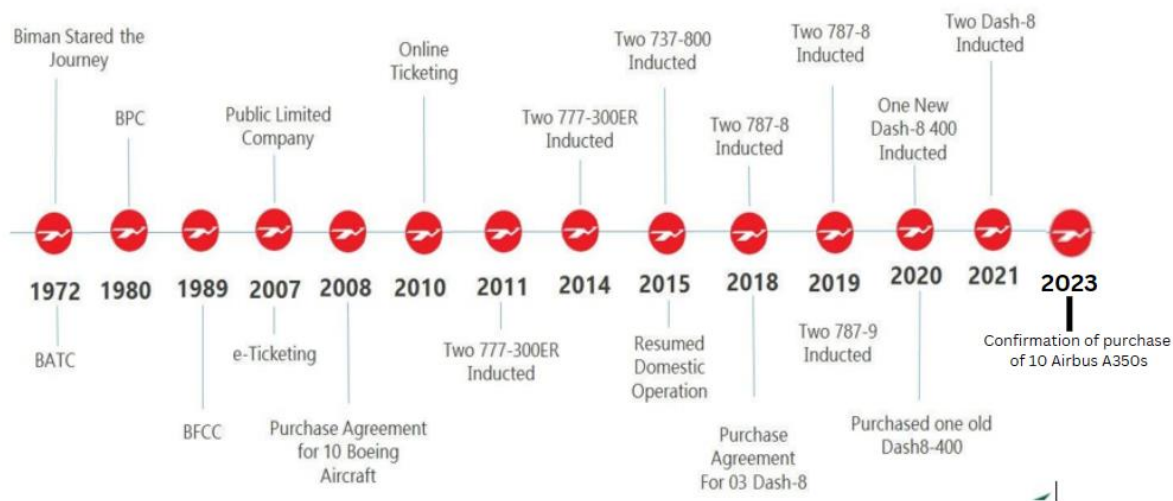 Biman Stared the
Journey
BPC
Public Limited
Company
Online
Ticketing
Two 777-300ER
Inducted
Two 737-800
Inducted
Two 787-8
Inducted
Two 787-8
Inducted
One New
Dash-8 400
Inducted
Two Dash-8
Inducted
1972
1980
1989
2007
2008
2010
2011
2014
2015
2018
2019
2020
2021
2023
BATC
BFCC
e-Ticketing
Purchase Agreement
for 10 Boeing
Aircraft
Two 777-300ER
Inducted
Resumed
Domestic
Operation
Purchase
Agreement
For 03 Dash-8
Two 787-9
Inducted
Purchased one old
Dash8-400
Confirmation of purchase
of 10 Airbus A350s